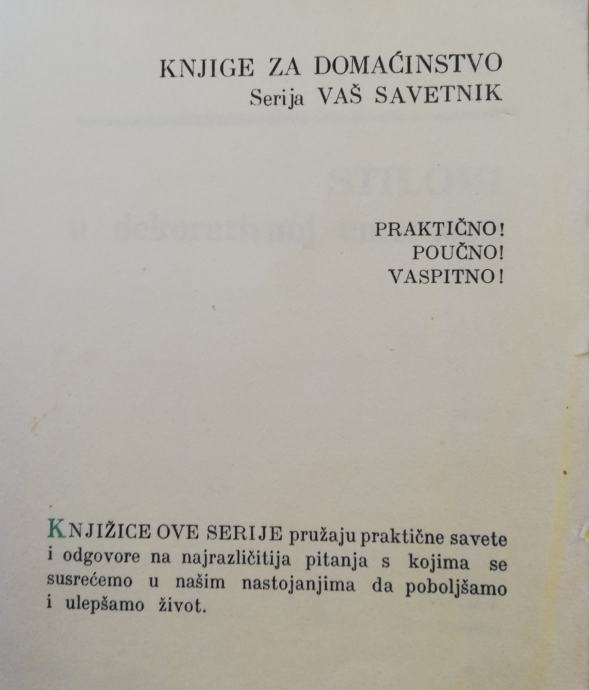 KNJIGE ZA DOMAĆINSTVO
Serija VAŠ SAVETNIK
PRAKTIČNO!
POUČNO!
VASPITNO!
KNJIŽICE OVE SERIJE pružaju praktične savete
i odgovore na najrazličitija pitanja s kojima se
susrećemo u našim nastojanjima da poboljšamo
i ulepšamo život.